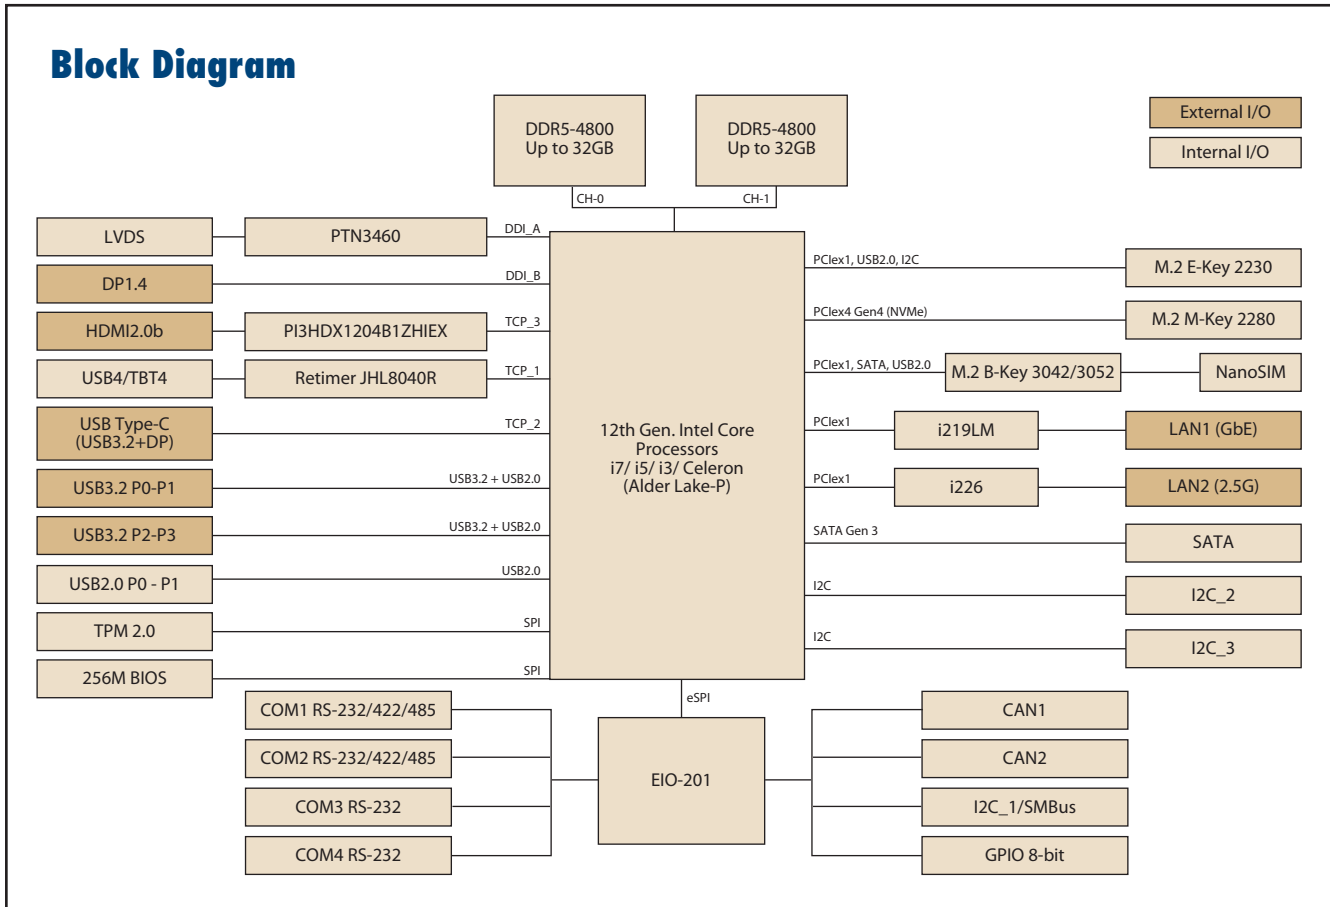 Block Diagram
DDR5-4800
Up to 32GB
DDR5-4800
Up to 32GB
External I/O
Internal I/O
CH-0
CH-1
LVDS
PTN3460
DDI_A
DP1.4
DDI_B
HDMI2.0b
PI3HDX1204B1ZHIEX
TCP_3
USB4/TBT4
Retimer JHL8040R
TCP_1
USB Type-C
(USB3.2+DP)
TCP_2
USB3.2 P0-P1
USB3.2 + USB2.0
USB3.2 P2-P3
USB3.2 + USB2.0
USB2.0 P0 - P1
USB2.0
TPM 2.0
SPI
256M BIOS
SPI
12th Gen. Intel Core
Processors
i7/ i5/ i3/ Celeron
(Alder Lake-P)
PCIex1, USB2.0, I2C
M.2 E-Key 2230
PCIex4 Gen4 (NVMe)
M.2 M-Key 2280
PCIex1, SATA, USB2.0
M.2 B-Key 3042/3052
NanoSIM
PCIex1
i219LM
LAN1 (GbE)
PCIex1
i226
LAN2 (2.5G)
SATA Gen 3
SATA
I2C
I2C_2
I2C
I2C_3
eSPI
COM1 RS-232/422/485
COM2 RS-232/422/485
COM3 RS-232
COM4 RS-232
EIO-201
CAN1
CAN2
I2C_1/SMBus
GPIO 8-bit